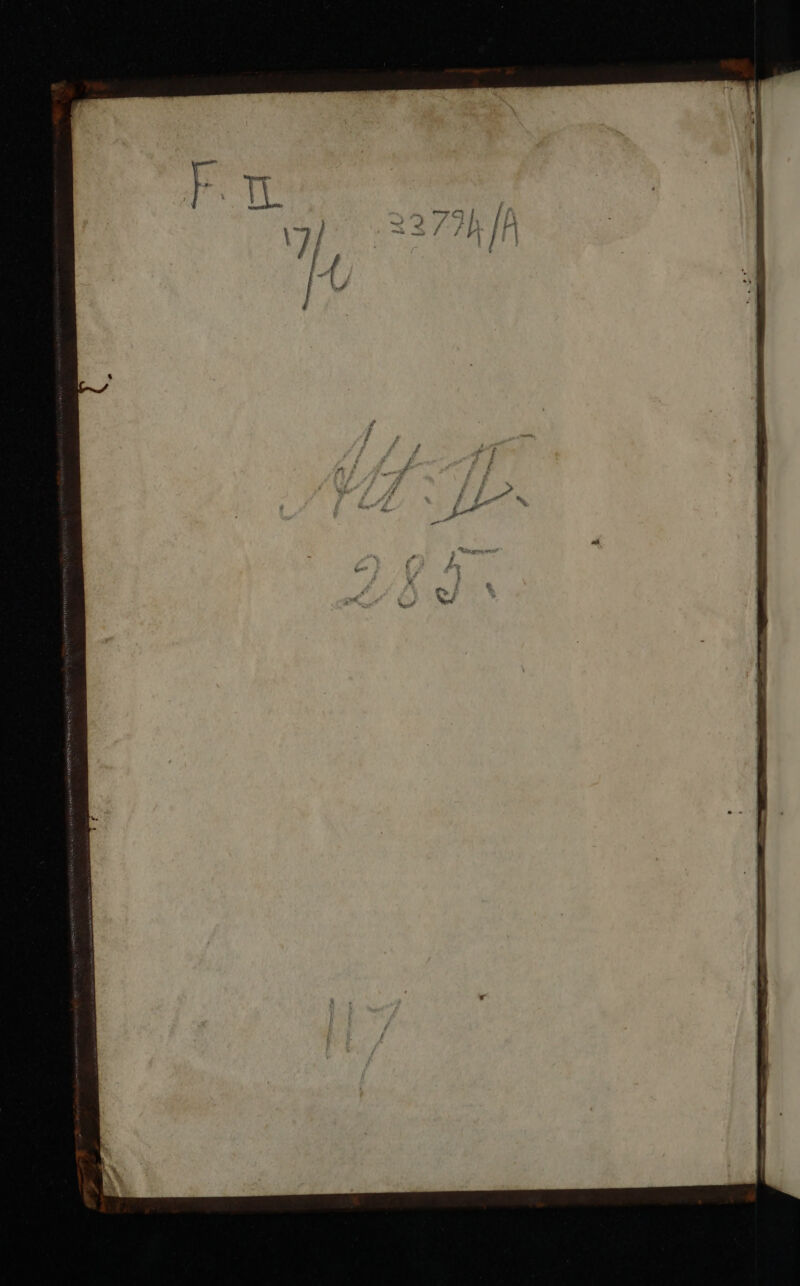 F. II
17/
33794/A
Alt: II.
285.
117